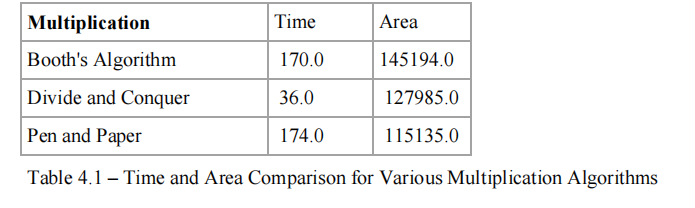 Multiplication Time Area
Booth's Algorithm 170.0 145194.0
Divide and Conquer 36.0 127985.0
Pen and Paper 174.0 115135.0
Table 4.1 – Time and Area Comparison for Various Multiplication Algorithms